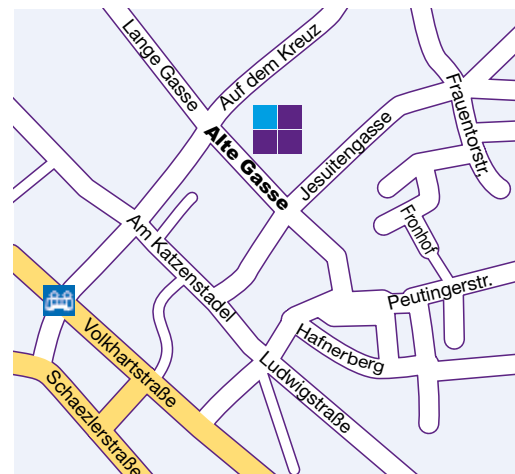 Lange Gasse
Auf dem Kreuz
Frauentorstr.
Alte Gasse
Jesuitengasse
Fronhof
Am Katzenstadel
Peutingerstr.
Volkhartstraße
Hafnerberg
Ludwigstraße
Schaezlerstraße